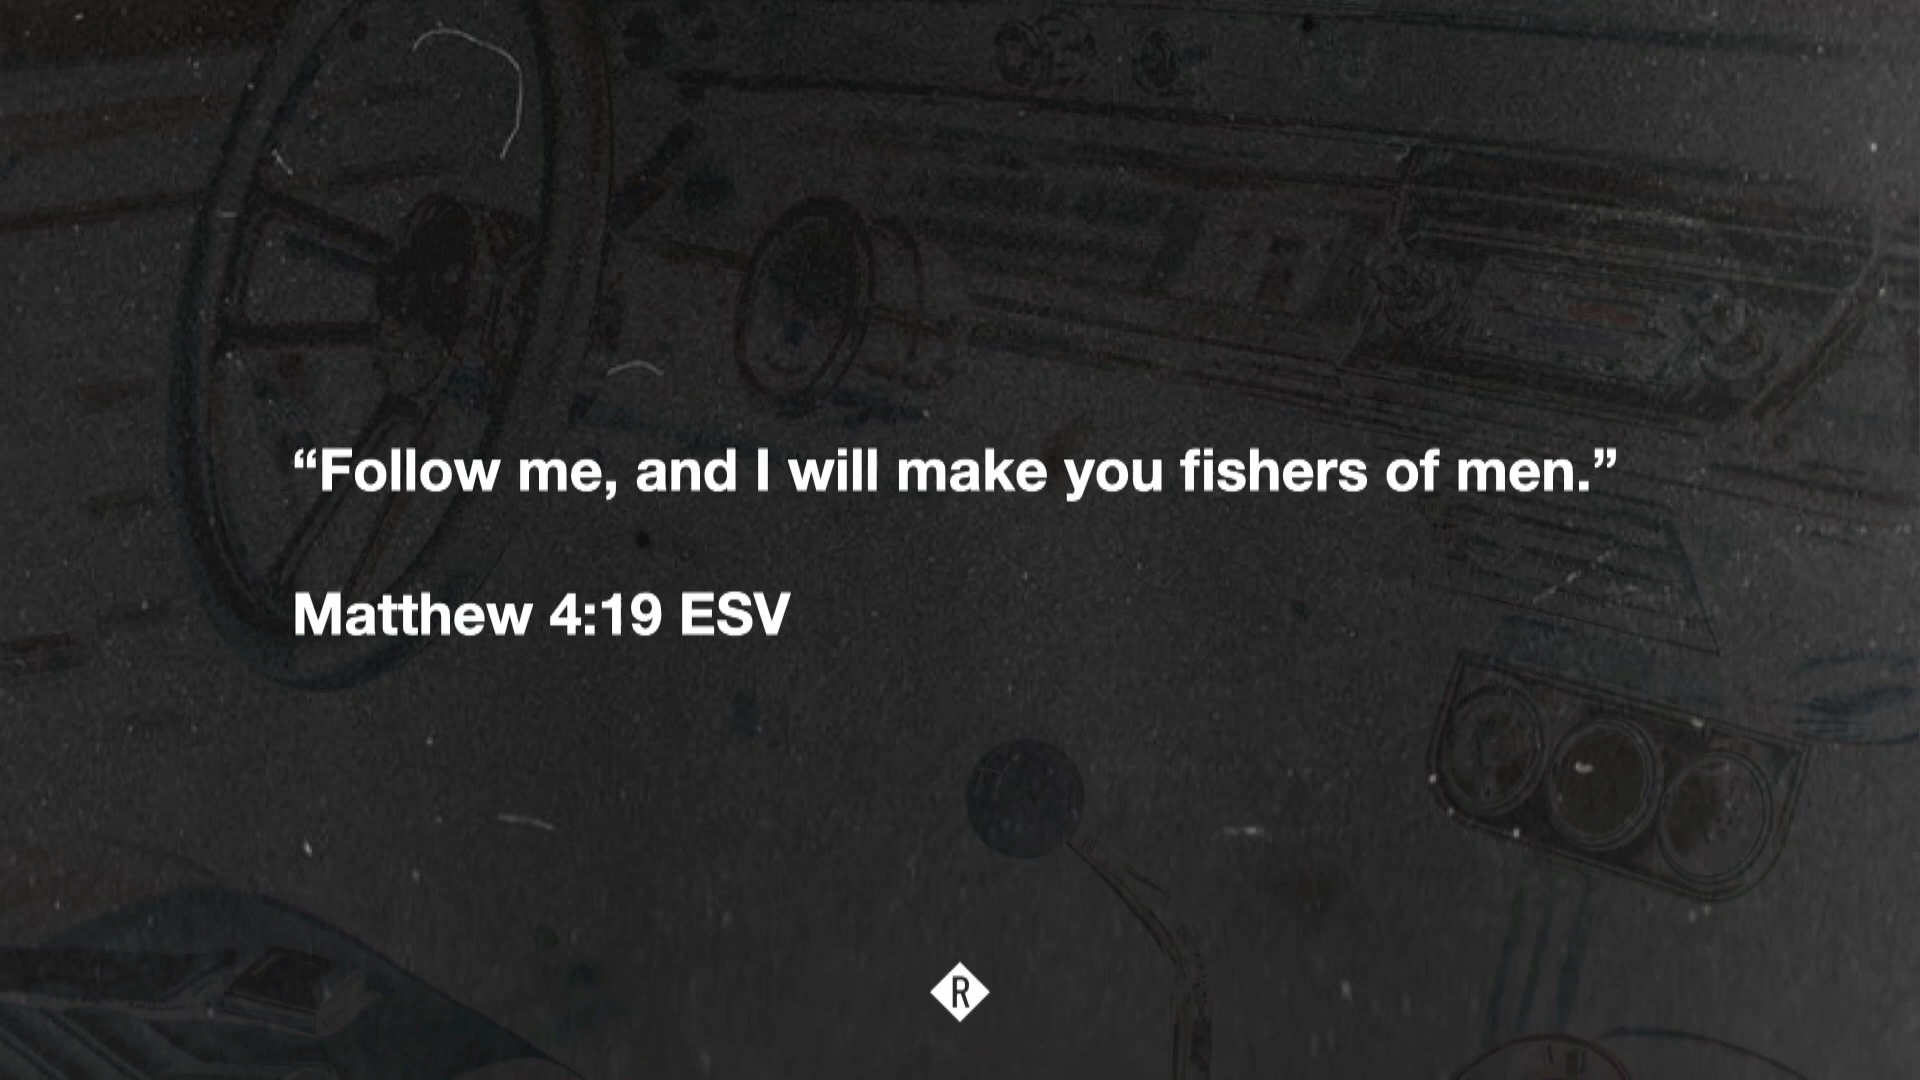 “Follow me, and I will make you fishers of men.”
Matthew 4:19 ESV
R